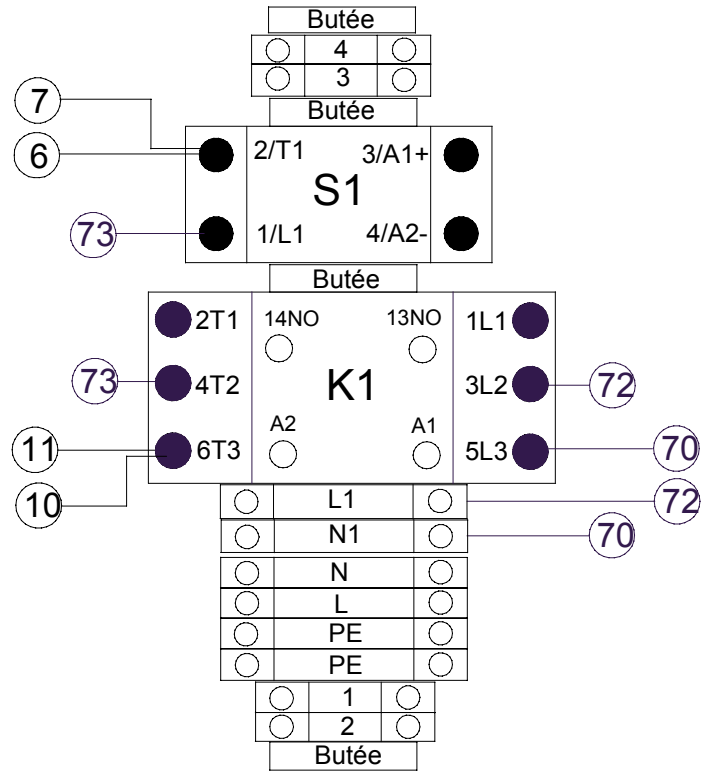 Butée
4
3
7
Butée
6
2/T1 3/A1+
S1
73 1/L1 4/A2-
Butée
2T1 14NO 13NO 1L1
73 4T2 K1 3L2 72
A2 A1
11 6T3 5L3 70
10 L1 72
N1 70
N
L
PE
PE
1
2
Butée